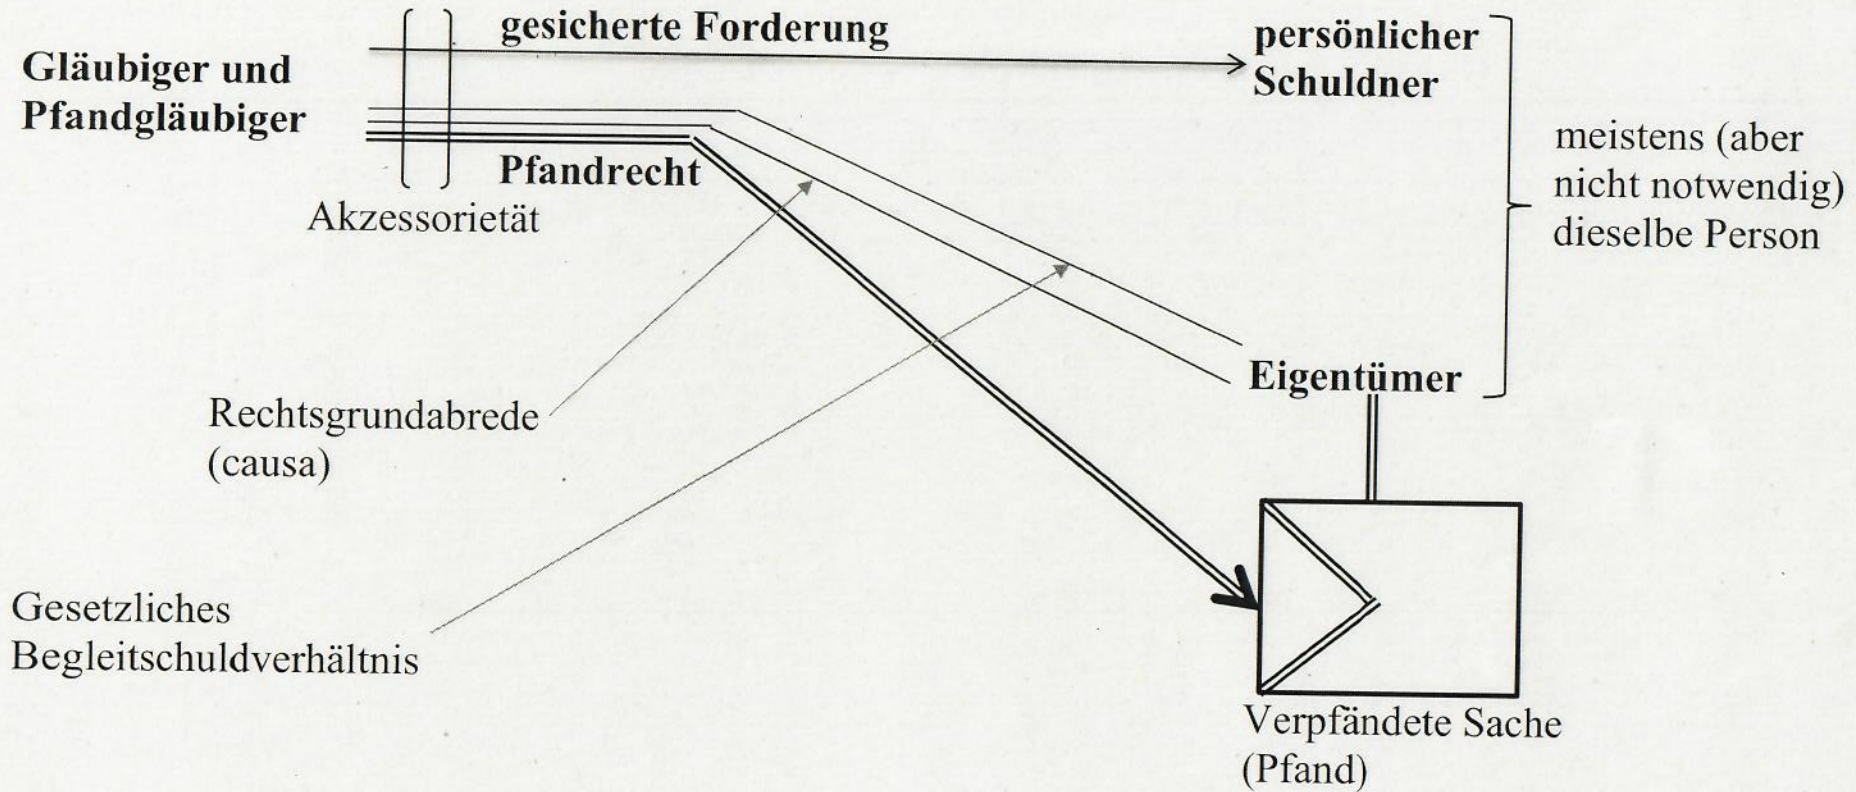 gesicherte Forderung
Gläubiger und
Pfandgläubiger
persönlicher
Schuldner
meistens (aber
nicht notwendig)
dieselbe Person
Pfandrecht
Akzessorietät
Eigentümer
Rechtsgrundabrede
(causa)
Gesetzliches
Begleitschuldverhältnis
Verpfändete Sache
(Pfand)